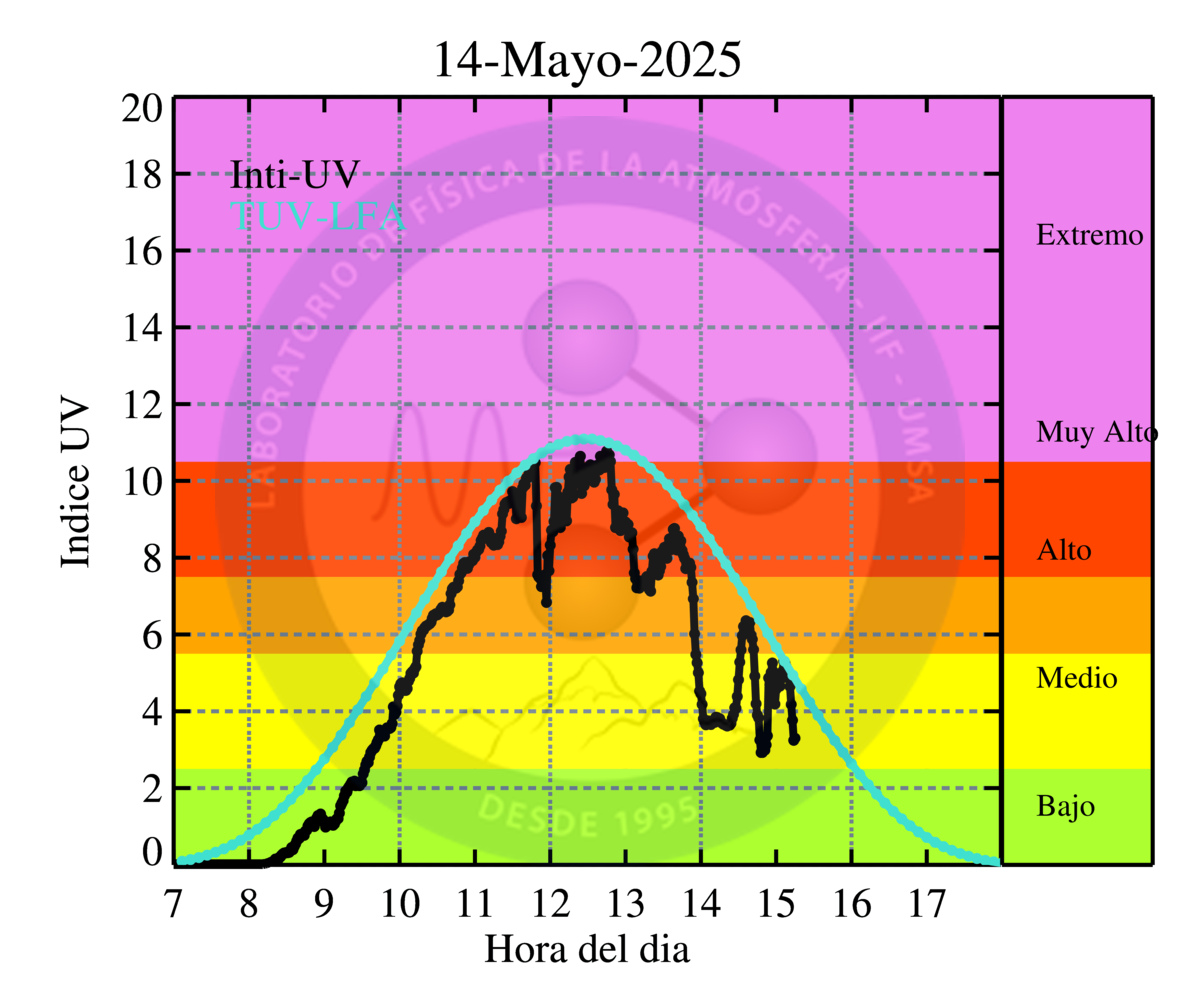 14-Mayo-2025
20
18
16
14
12
10
8
6
4
2
0
Indice UV
Inti-UV
TUV-LFA
LABORATORIO DE FÍSICA DE LA ATMÓSFERA - IIF - UMSA
DESDE 1995
Extremo
Muy Alto
Alto
Medio
Bajo
7 8 9 10 11 12 13 14 15 16 17
Hora del dia